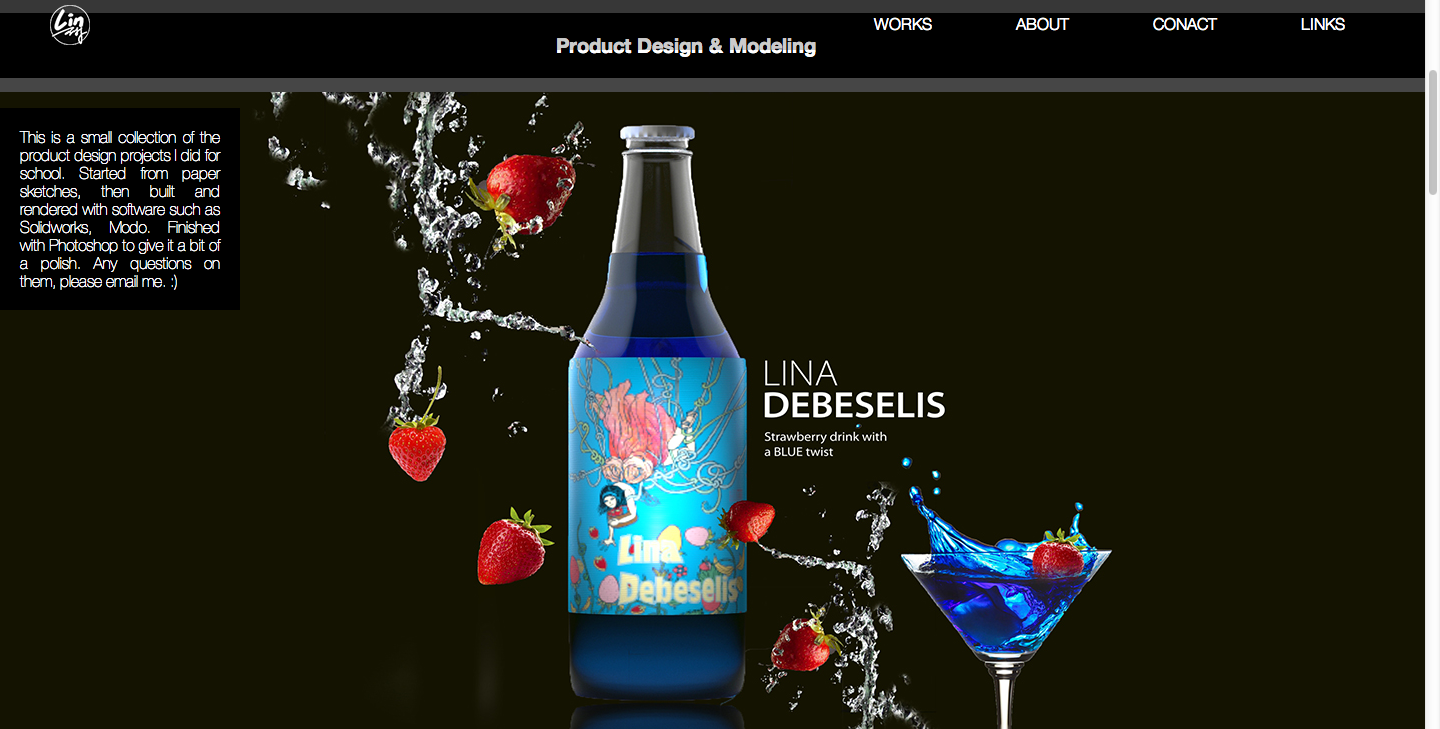 Lin
WORKS ABOUT CONACT LINKS
Product Design & Modeling
This is a small collection of the
product design projects I did for
school. Started from paper
sketches, then built and
rendered with software such as
Solidworks, Modo. Finished
with Photoshop to give it a bit of
a polish. Any questions on
them, please email me. :)
LINA
DEBESELIS
Strawberry drink with
a BLUE twist
Lina
Debeselis